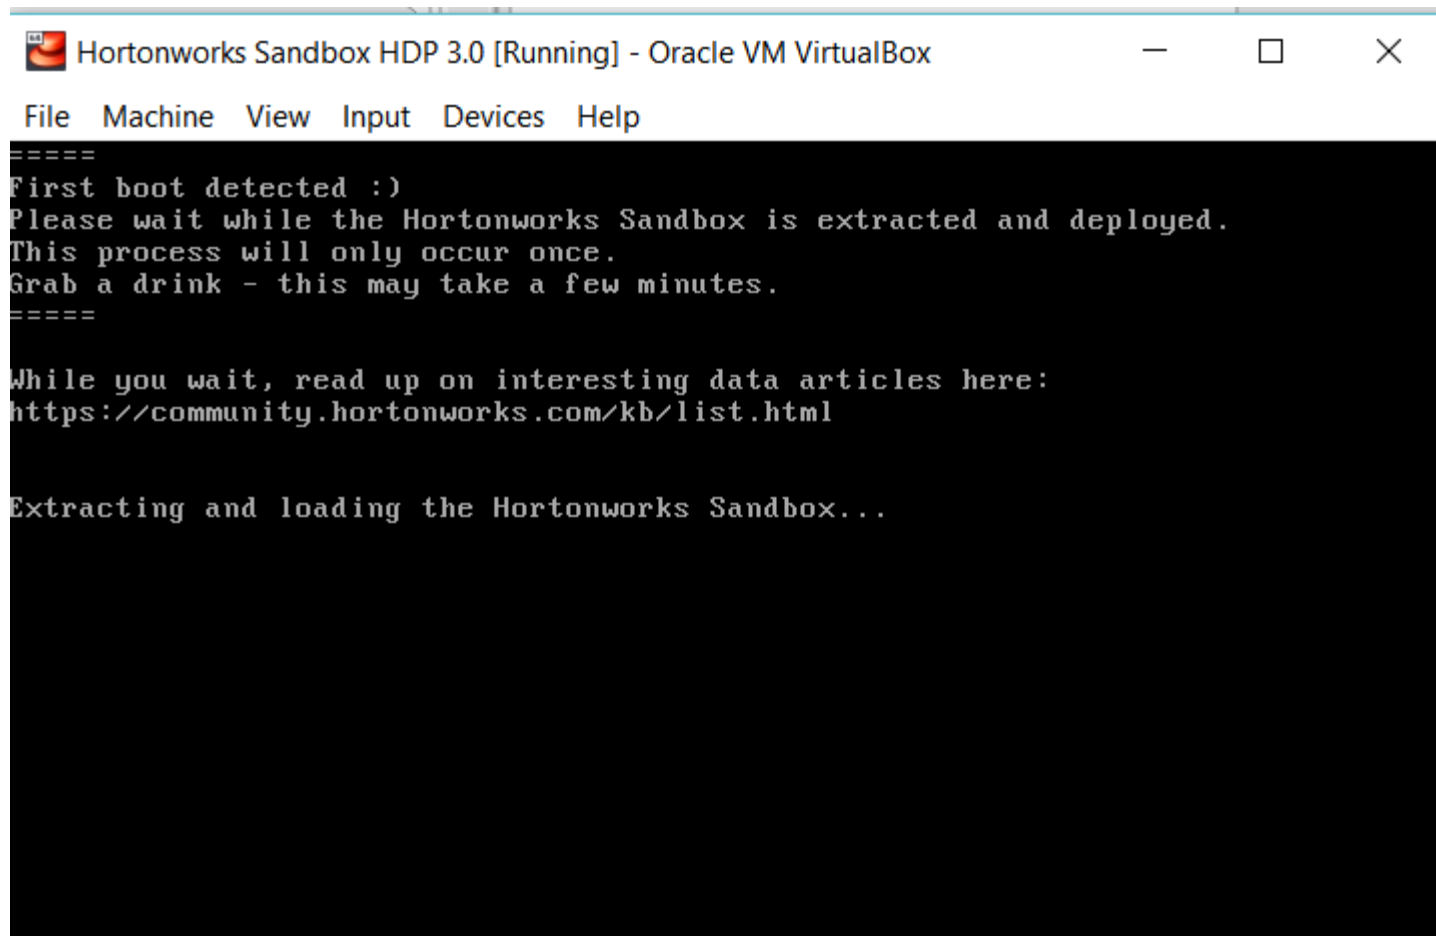 Hortonworks Sandbox HDP 3.0 [Running] - Oracle VM VirtualBox
File Machine View Input Devices Help
=====
First boot detected :)
Please wait while the Hortonworks Sandbox is extracted and deployed.
This process will only occur once.
Grab a drink - this may take a few minutes.
=====
While you wait, read up on interesting data articles here:
https://community.hortonworks.com/kb/list.html
Extracting and loading the Hortonworks Sandbox...